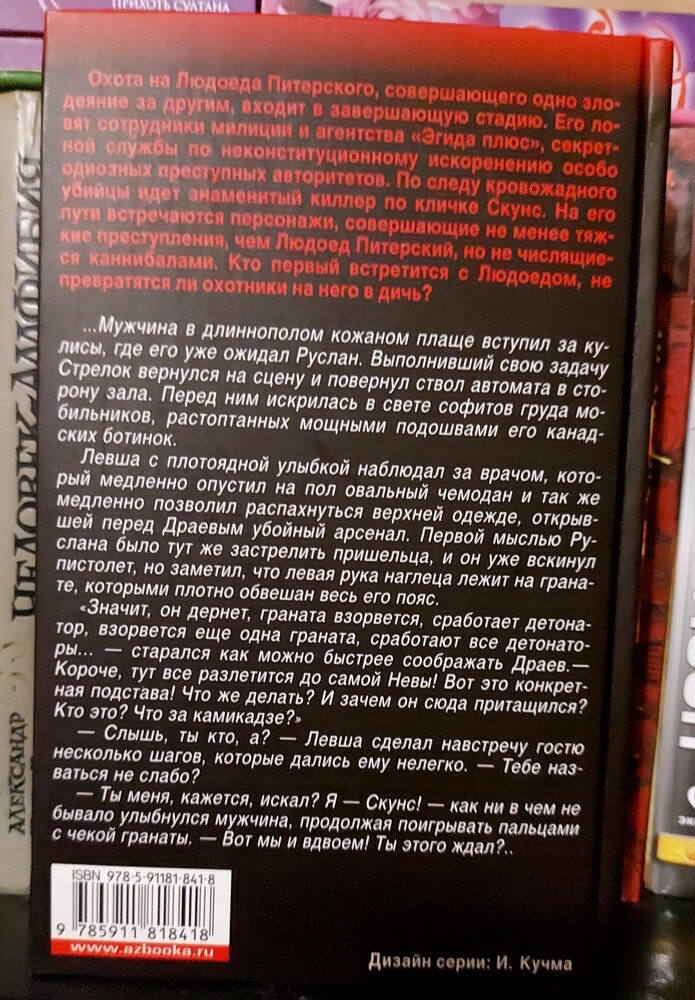 ПРИХОТЬ СУЛТАНА
Охота на Людоеда Питерского, совершающего одно зло-
деяние за другим, входит в завершающую стадию. Его ло-
вят сотрудники милиции и агентства «Эгида плюс», секрет-
ной службы по неконституционному искоренению особо
одиозных преступных авторитетов. По следу кровожадного
убийцы идет знаменитый киллер по кличке Скунс. На его
пути встречаются персонажи, совершающие не менее тяж-
кие преступления, чем Людоед Питерский, но не числящие-
ся каннибалами. Кто первый встретится с Людоедом, не
превратятся ли охотники на него в дичь?
...Мужчина в длиннополом кожаном плаще вступил за ку-
лисы, где его уже ожидал Руслан. Выполнивший свою задачу
Стрелок вернулся на сцену и повернул ствол автомата в сто-
рону зала. Перед ним искрилась в свете софитов груда мо-
бильников, растоптанных мощными подошвами его канад-
ских ботинок.
Левша с плотоядной улыбкой наблюдал за врачом, кото-
рый медленно опустил на пол овальный чемодан и так же
медленно позволил распахнуться верхней одежде, открыв-
шей перед Драевым убойный арсенал. Первой мыслью Ру-
слана было тут же застрелить пришельца, и он уже вскинул
пистолет, но заметил, что левая рука наглеца лежит на грана-
те, которыми плотно обвешан весь его пояс.
«Значит, он дернет, граната взорвется, сработает детона-
тор, взорвется еще одна граната, сработают все детонато-
ры... — старался как можно быстрее соображать Драев.—
Короче, тут все разлетится до самой Невы! Вот это конкрет-
ная подстава! Что же делать? И зачем он сюда притащился?
Кто это? Что за камикадзе?»
— Слышь, ты кто, а? — Левша сделал навстречу гостю
несколько шагов, которые дались ему нелегко. — Тебе наз-
ваться не слабо?
— Ты меня, кажется, искал? Я — Скунс! — как ни в чем не
бывало улыбнулся мужчина, продолжая поигрывать пальцами
с чекой гранаты. — Вот мы и вдвоем! Ты этого ждал?..
ISBN 978-5-91181-841-8
9 785911 818418
www.azbooka.ru
Дизайн серии: И. Кучма
АЛЕКСАНДР
ЧЕЛОВЕК-АМФИБИЯ